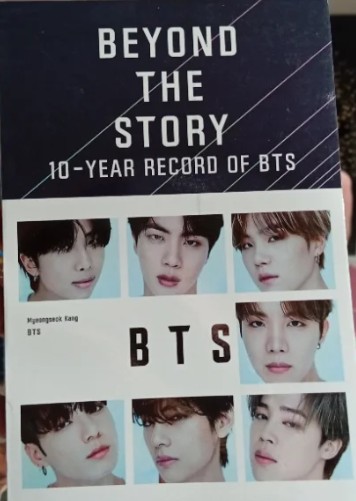 BEYOND
THE
STORY
10-YEAR RECORD OF BTS
Myeongseok Kang
BTS
BTS